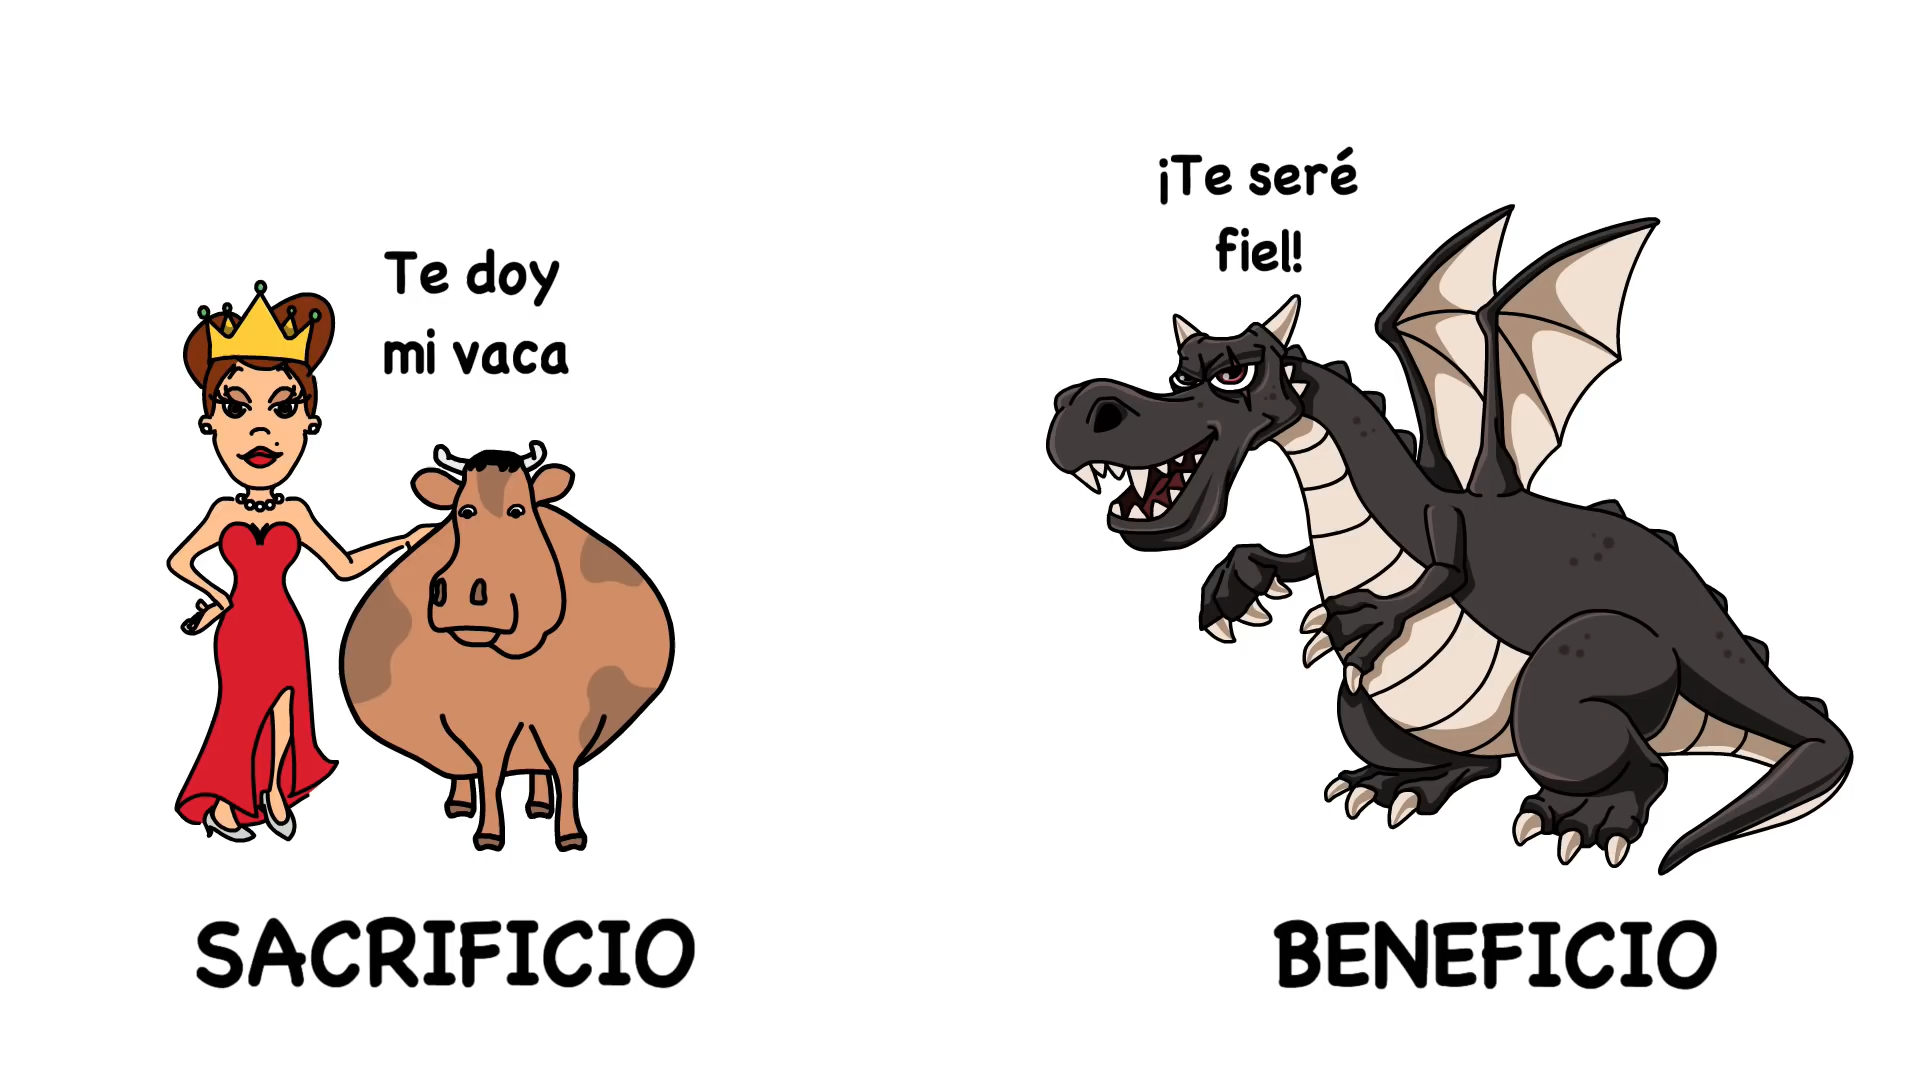 Te doy
mi vaca
¡Te seré
fiel!
SACRIFICIO
BENEFICIO